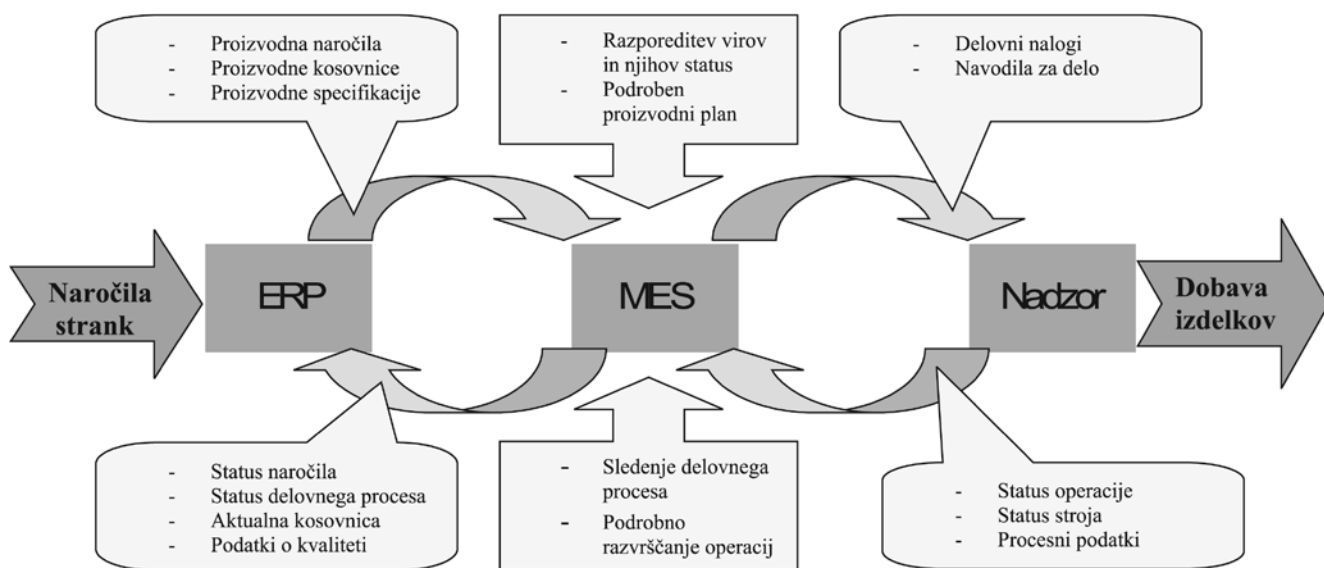 - Proizvodna naročila
- Proizvodne kosovnice
- Proizvodne specifikacije
- Razporeditev virov
in njihov status
- Podroben
proizvodni plan
- Delovni nalogi
- Navodila za delo
Naročila
strank
ERP
MES
Nadzor
Dobava
izdelkov
- Status naročila
- Status delovnega procesa
- Aktualna kosovnica
- Podatki o kvaliteti
- Sledenje delovnega
procesa
- Podrobno
razvrščanje operacij
- Status operacije
- Status stroja
- Procesni podatki